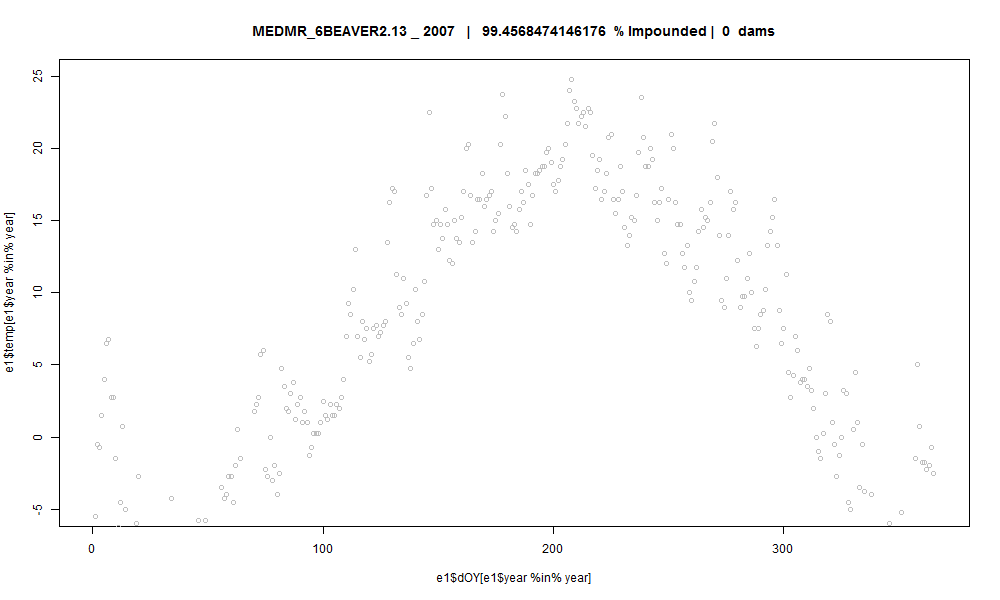 MEDMR_6BEAVER2.13 _ 2007 | 99.4568474146176 % Impounded | 0 dams
25
20
15
10
5
0
-5
e1$temp[e1$year %in% year]
0 100 200 300
e1$dOY[e1$year %in% year]